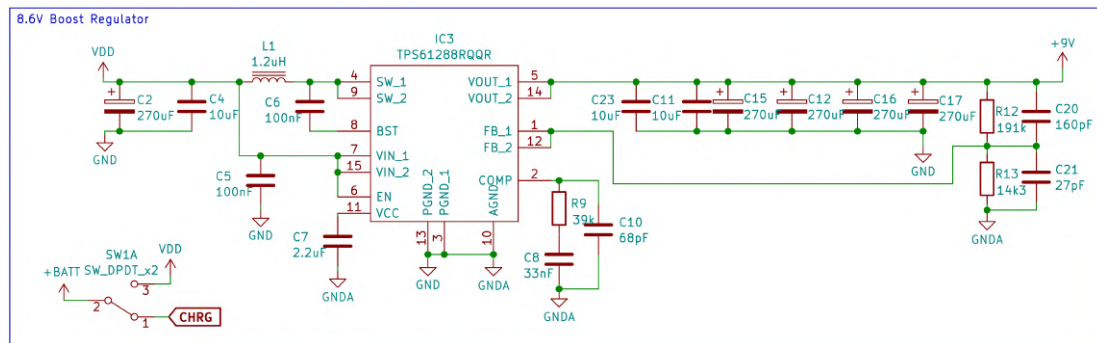 8.6V Boost Regulator
IC3
TPS61288RQQR
VDD
L1
1.2uH
+9V
4 SW_1
9 SW_2
8 BST
7 VIN_1
15 VIN_2
6 EN
11 VCC
VOUT_1 5
VOUT_2 14
FB_1 1
FB_2 12
COMP 2
PGND_2 13
PGND_1 3
AGND 10
+
C2
270uF
C4
10uF
C6
100nF
GND
C5
100nF
GND
C7
2.2uF
GNDA
GND
GNDA
R9
39k
C8
33nF
C10
68pF
GNDA
C23
10uF
C11
10uF
+
C15
270uF
+
C12
270uF
+
C16
270uF
+
C17
270uF
GND
R12
191k
C20
160pF
R13
14k3
C21
27pF
GNDA
SW1A
SW_DPDT_x2
+BATT
VDD
2
3
1
CHRG